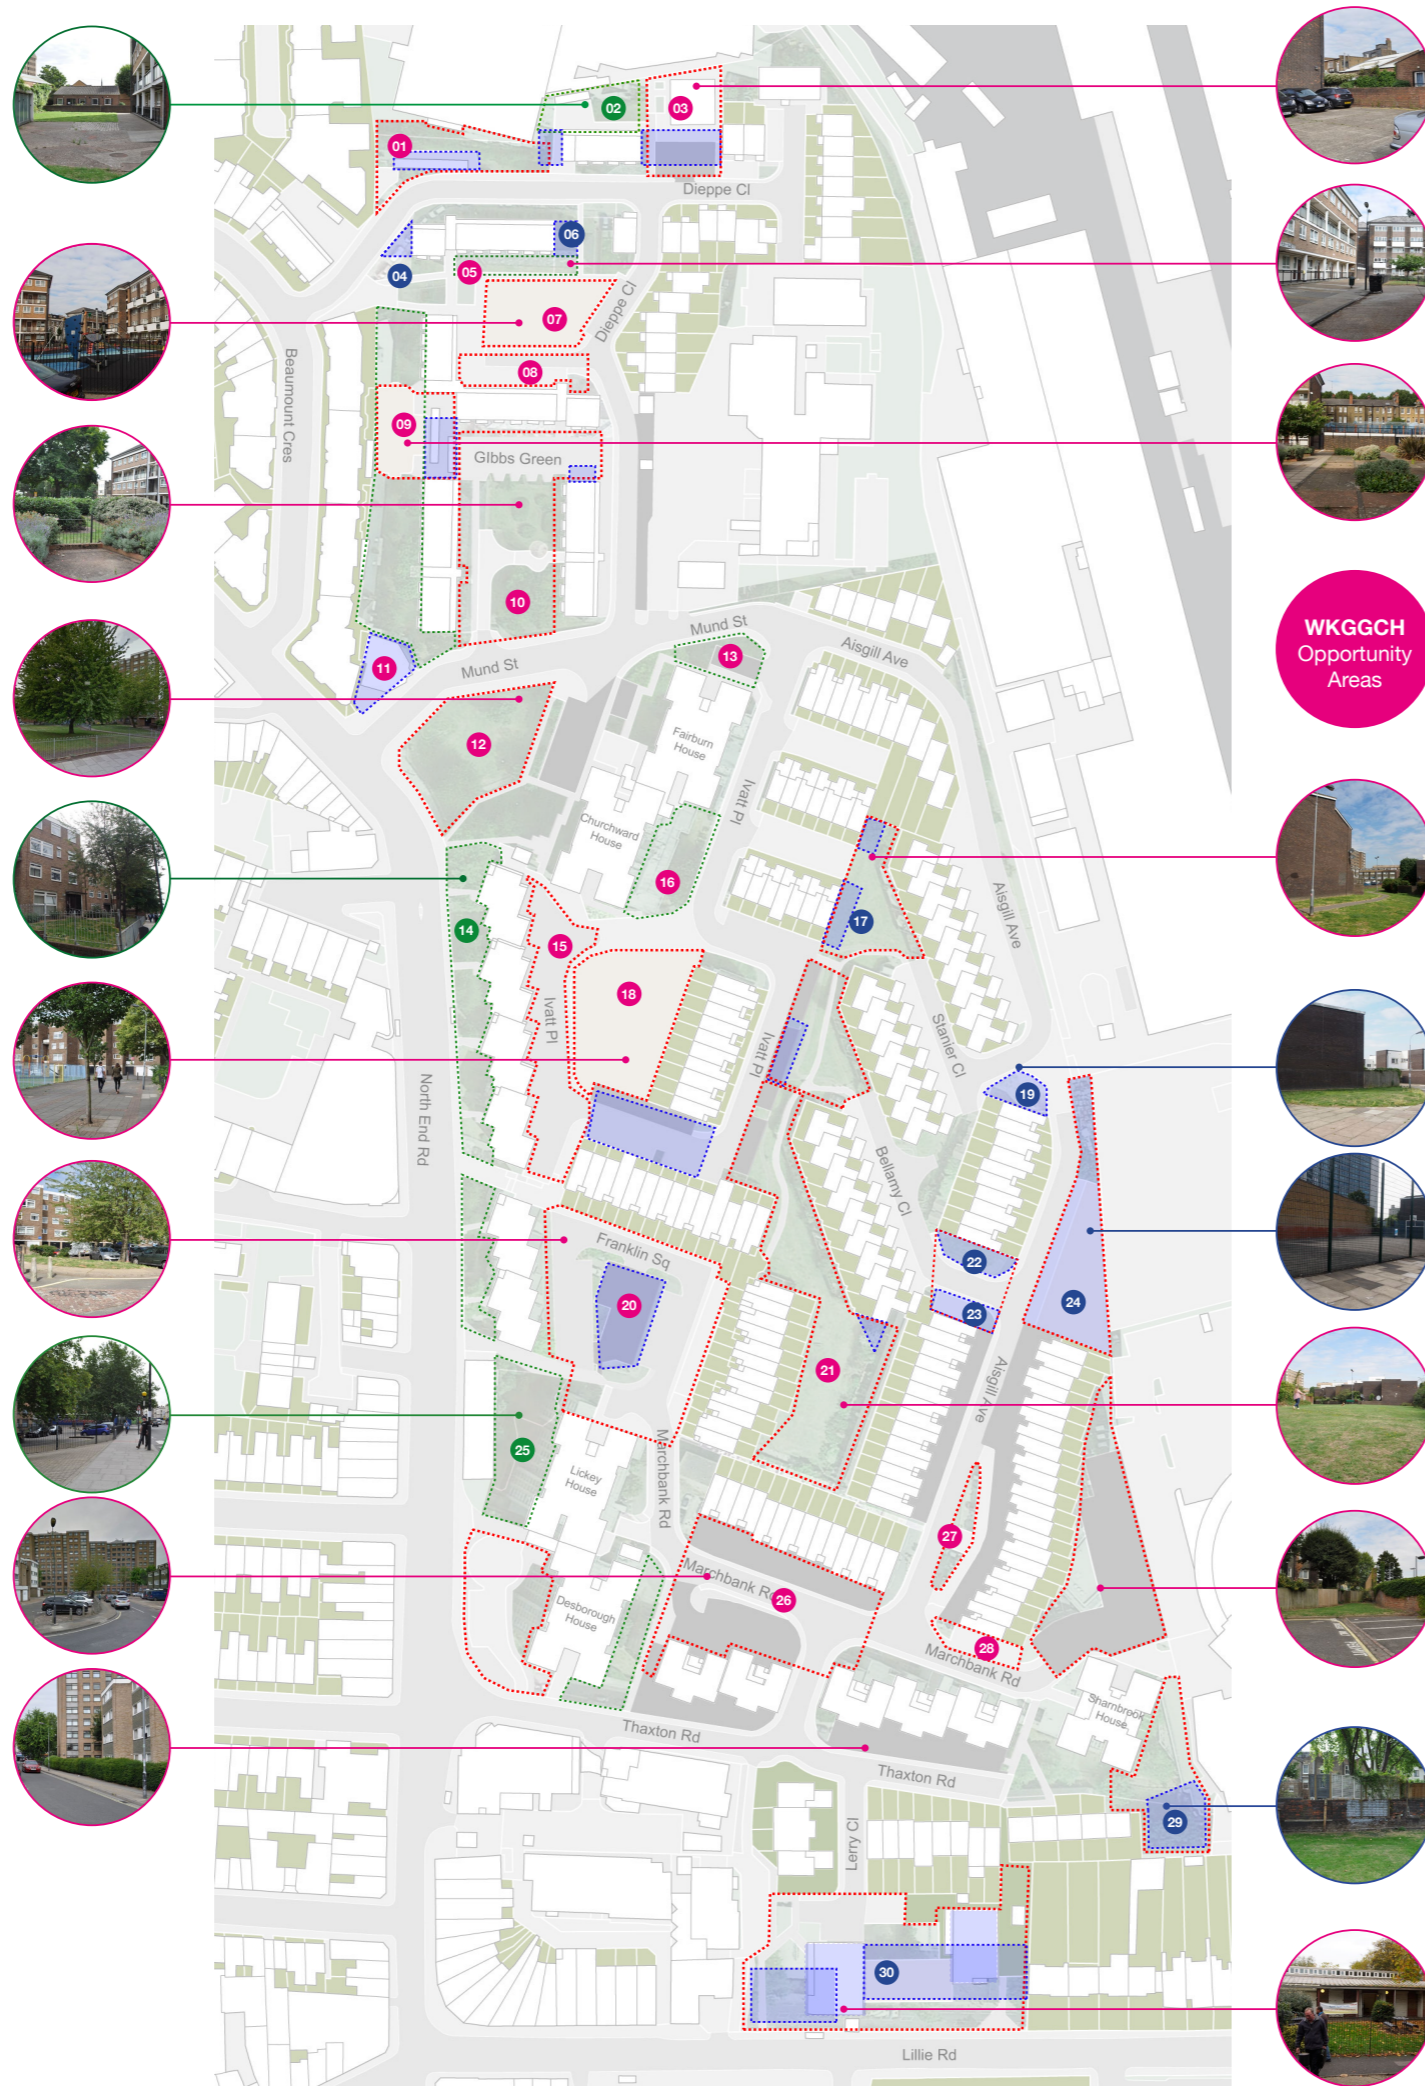 02
03
01
Dieppe Cl
06
04
05
07
Dieppe Cl
08
Beaumount Cres
09
GIbbs Green
10
Mund St
13
Aisgill Ave
11
Mund St
WKGGCH
Opportunity
Areas
12
Fairburn
House
Ivatt Pl
Churchward
House
16
17
Aisgill Ave
14
15
18
Ivatt Pl
Ivatt Pl
Stanier Cl
19
North End Rd
Bellamy Cl
Franklin Sq
22
20
23
24
21
Aisgill Ave
25
Lickey
House
Marchbank Rd
27
Marchbank Rd
26
Desborough
House
28
Marchbank Rd
Sharnbrook
House
Thaxton Rd
Thaxton Rd
29
Lerry Cl
30
Lillie Rd